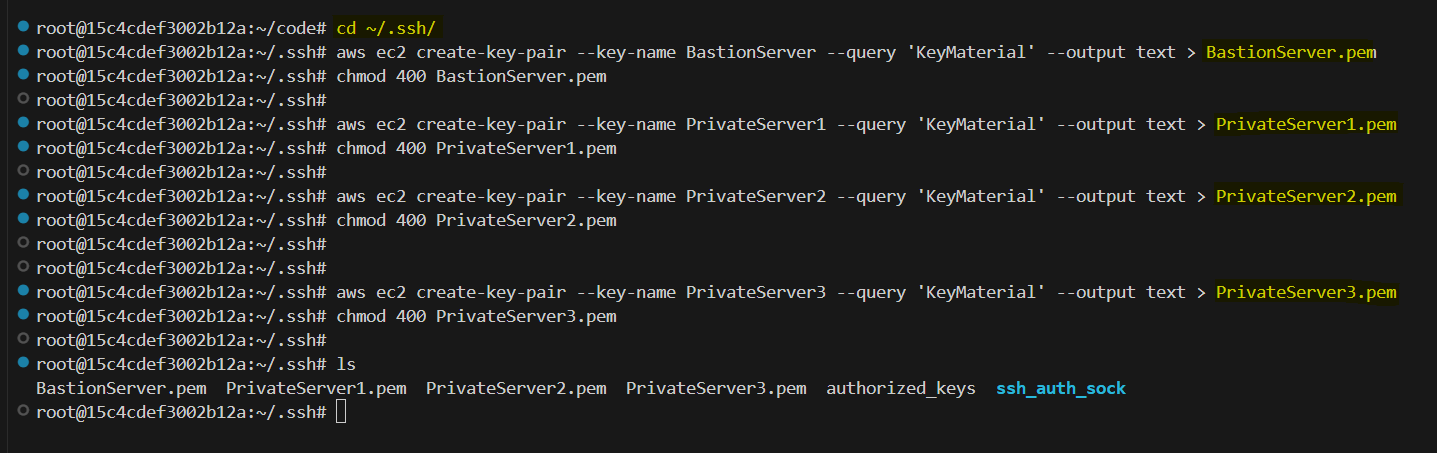 root@15c4cdef3002b12a:~/code# cd ~/.ssh/
root@15c4cdef3002b12a:~/.ssh# aws ec2 create-key-pair --key-name BastionServer --query 'KeyMaterial' --output text > BastionServer.pem
root@15c4cdef3002b12a:~/.ssh# chmod 400 BastionServer.pem
root@15c4cdef3002b12a:~/.ssh#
root@15c4cdef3002b12a:~/.ssh# aws ec2 create-key-pair --key-name PrivateServer1 --query 'KeyMaterial' --output text > PrivateServer1.pem
root@15c4cdef3002b12a:~/.ssh# chmod 400 PrivateServer1.pem
root@15c4cdef3002b12a:~/.ssh#
root@15c4cdef3002b12a:~/.ssh# aws ec2 create-key-pair --key-name PrivateServer2 --query 'KeyMaterial' --output text > PrivateServer2.pem
root@15c4cdef3002b12a:~/.ssh# chmod 400 PrivateServer2.pem
root@15c4cdef3002b12a:~/.ssh#
root@15c4cdef3002b12a:~/.ssh#
root@15c4cdef3002b12a:~/.ssh# aws ec2 create-key-pair --key-name PrivateServer3 --query 'KeyMaterial' --output text > PrivateServer3.pem
root@15c4cdef3002b12a:~/.ssh# chmod 400 PrivateServer3.pem
root@15c4cdef3002b12a:~/.ssh#
root@15c4cdef3002b12a:~/.ssh# ls
BastionServer.pem  PrivateServer1.pem  PrivateServer2.pem  PrivateServer3.pem  authorized_keys  ssh_auth_sock
root@15c4cdef3002b12a:~/.ssh#